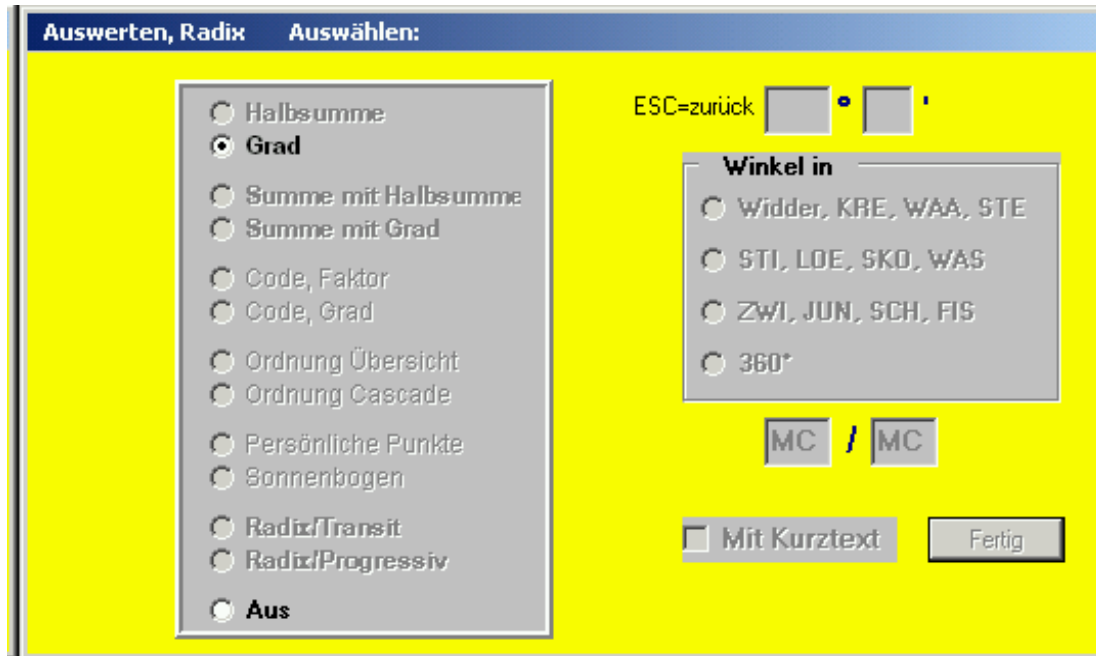 Auswerten, Radix Auswählen:
Halbsumme
Grad
Summe mit Halbsumme
Summe mit Grad
Code, Faktor
Code, Grad
Ordnung Übersicht
Ordnung Cascade
Persönliche Punkte
Sonnenbogen
Radix/Transit
Radix/Progressiv
Aus
ESC=zurück ° '
Winkel in
Widder, KRE, WAA, STE
STI, LOE, SKO, WAS
ZWI, JUN, SCH, FIS
360°
MC / MC
Mit Kurztext
Fertig